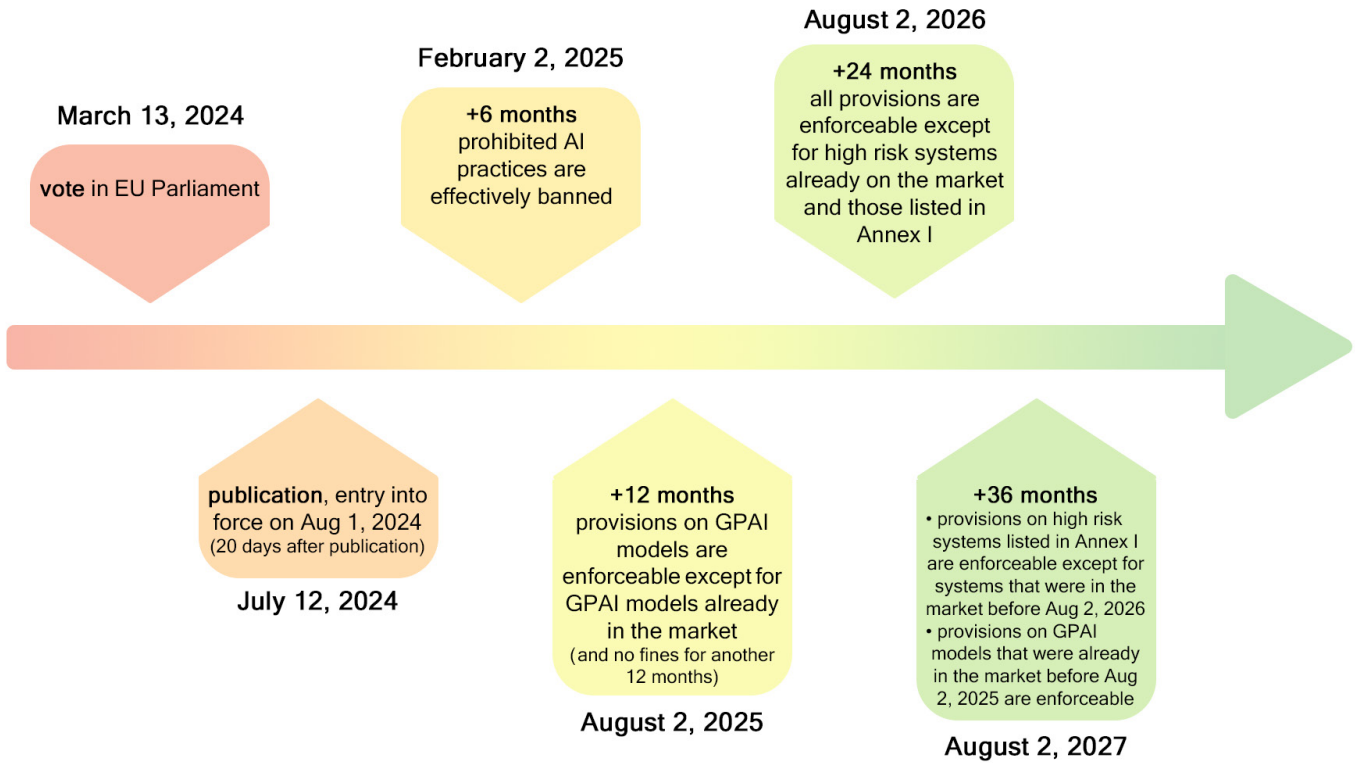 March 13, 2024
vote in EU Parliament
February 2, 2025
+6 months
prohibited AI
practices are
effectively banned
August 2, 2026
+24 months
all provisions are
enforceable except
for high risk systems
already on the market
and those listed in
Annex I
publication, entry into
force on Aug 1, 2024
(20 days after publication)
July 12, 2024
+12 months
provisions on GPAI
models are
enforceable except for
GPAI models already
in the market
(and no fines for another
12 months)
August 2, 2025
+36 months
• provisions on high risk
systems listed in Annex I
are enforceable except for
systems that were in the
market before Aug 2, 2026
• provisions on GPAI
models that were already
in the market before Aug
2, 2025 are enforceable
August 2, 2027